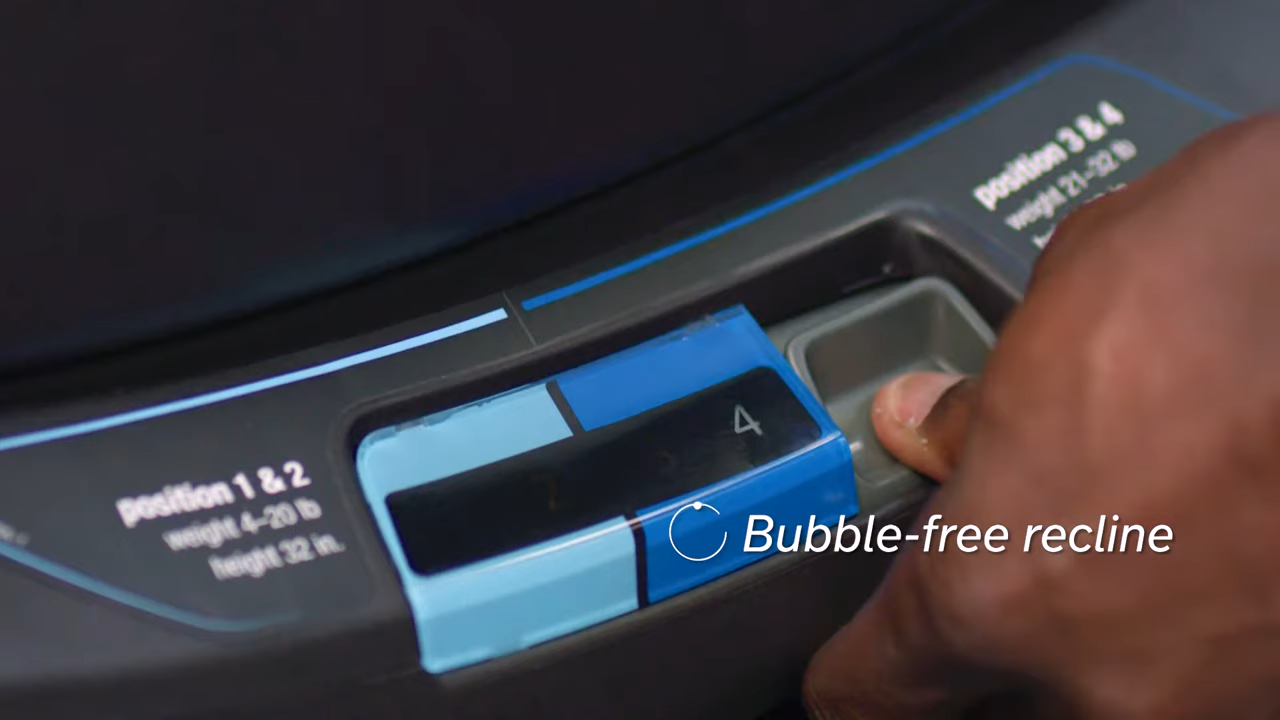 position 1 & 2
weight 4–20 lb
height 32 in.
position 3 & 4
weight 21–32 lb
4
Bubble-free recline